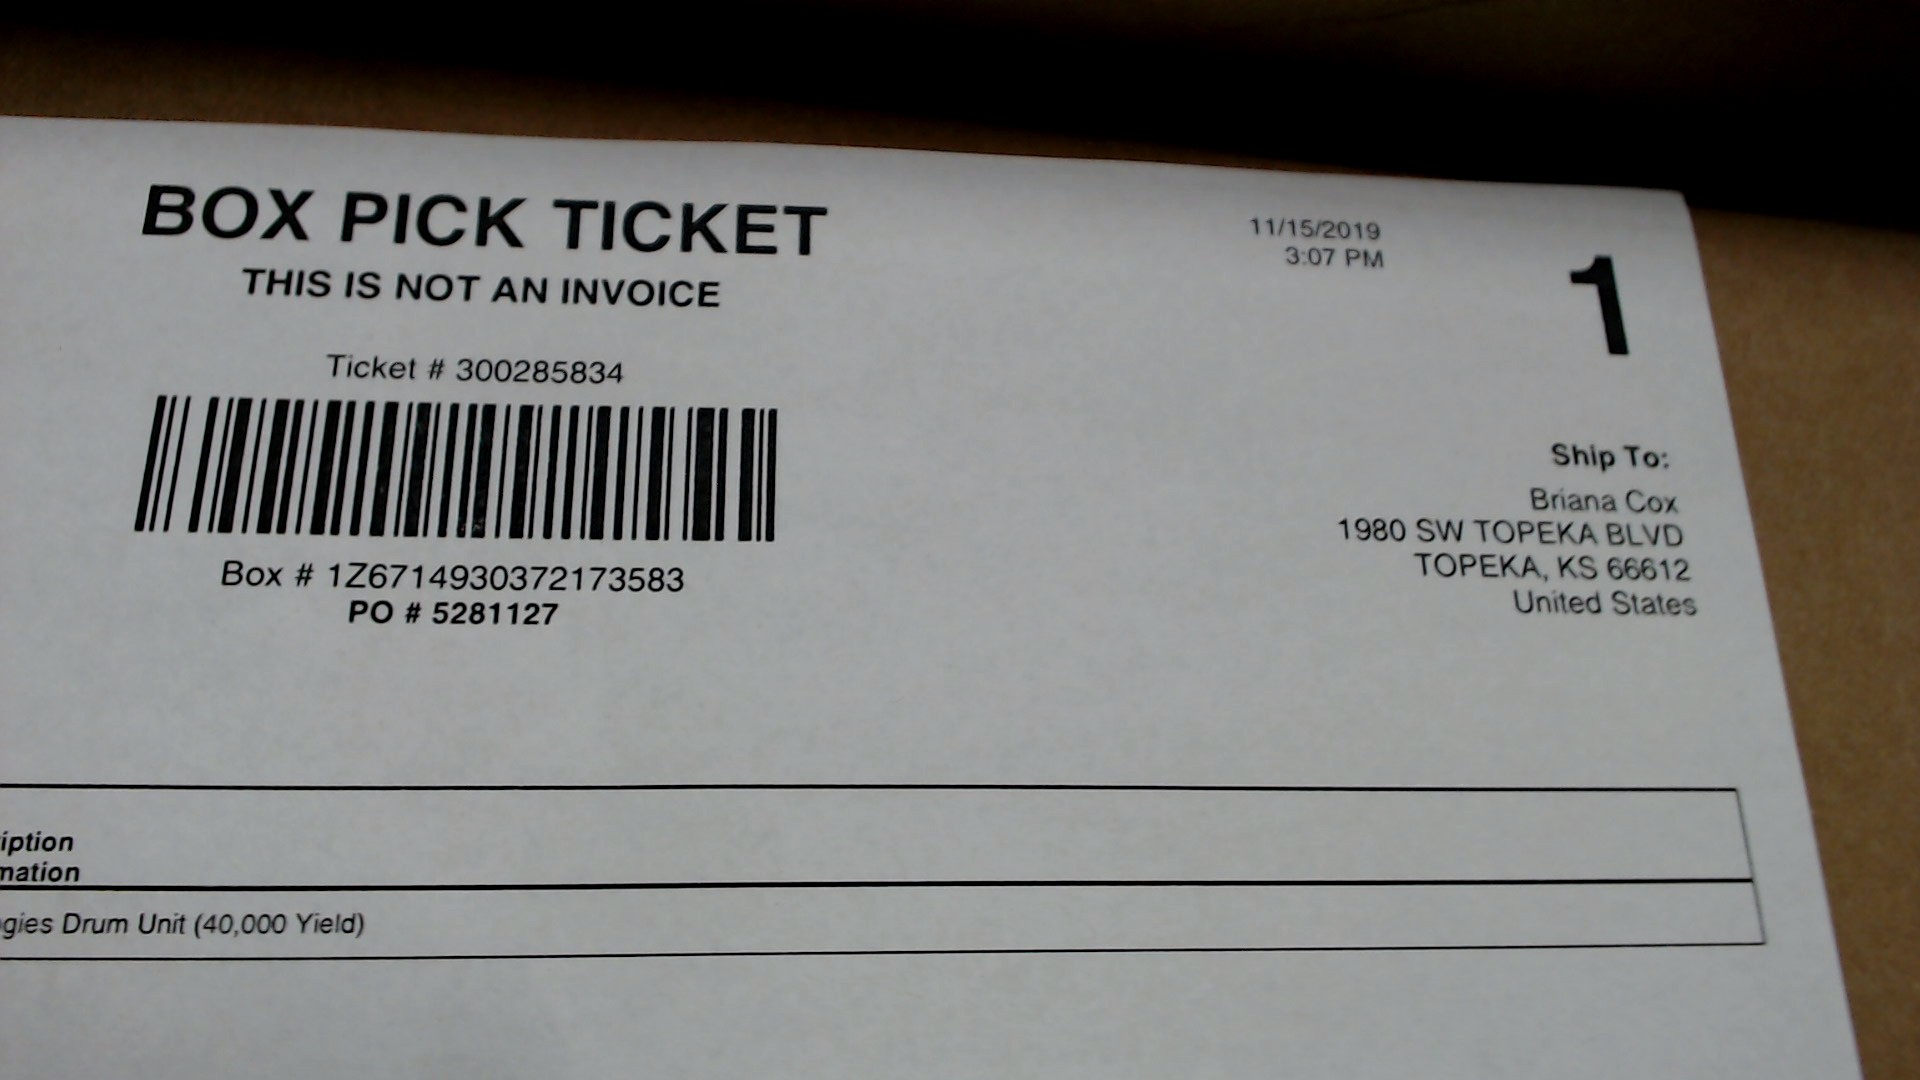 BOX PICK TICKET
THIS IS NOT AN INVOICE
Ticket # 300285834
Box # 1Z6714930372173583
PO # 5281127
11/15/2019
3:07 PM
1
Ship To:
Briana Cox
1980 SW TOPEKA BLVD
TOPEKA, KS 66612
United States
iption
mation
gies Drum Unit (40,000 Yield)